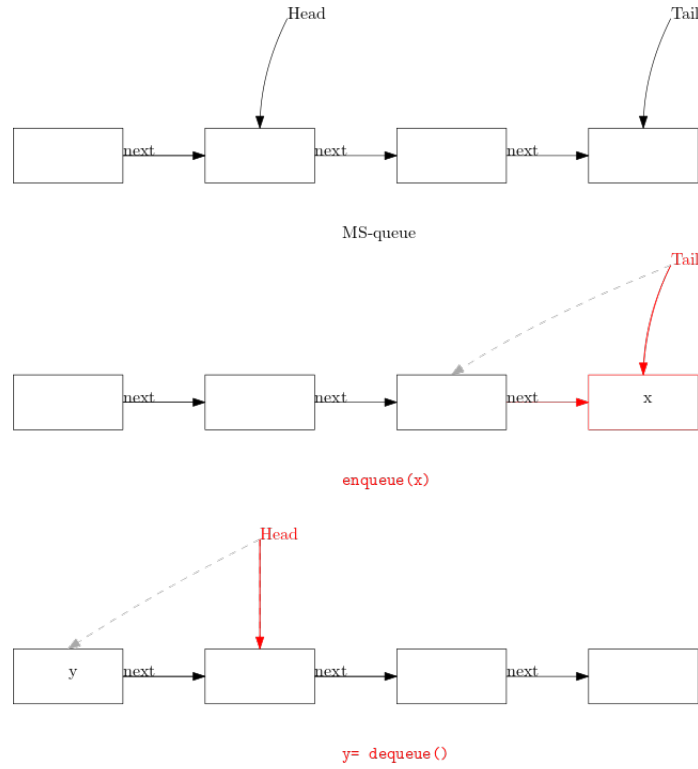 Head Tail
next next next
MS-queue
Tail
next next next x
enqueue(x)
Head
y next next next
y= dequeue()